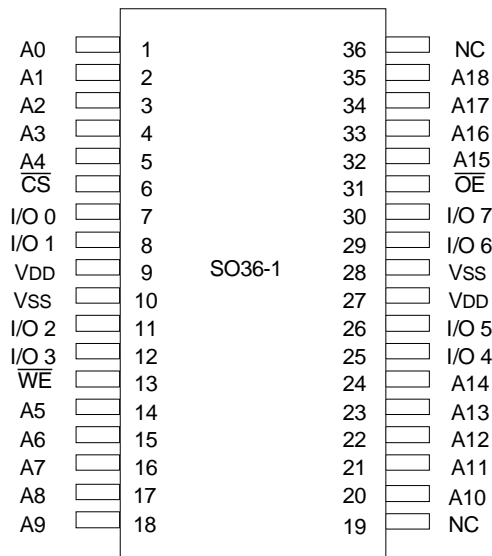 A0 1 36 NC
A1 2 35 A18
A2 3 34 A17
A3 4 33 A16
A4 5 32 A15
C̅S̅ 6 31 O̅E̅
I/O 0 7 30 I/O 7
I/O 1 8 29 I/O 6
VDD 9 SO36-1 28 VSS
VSS 10 27 VDD
I/O 2 11 26 I/O 5
I/O 3 12 25 I/O 4
W̅E̅ 13 24 A14
A5 14 23 A13
A6 15 22 A12
A7 16 21 A11
A8 17 20 A10
A9 18 19 NC